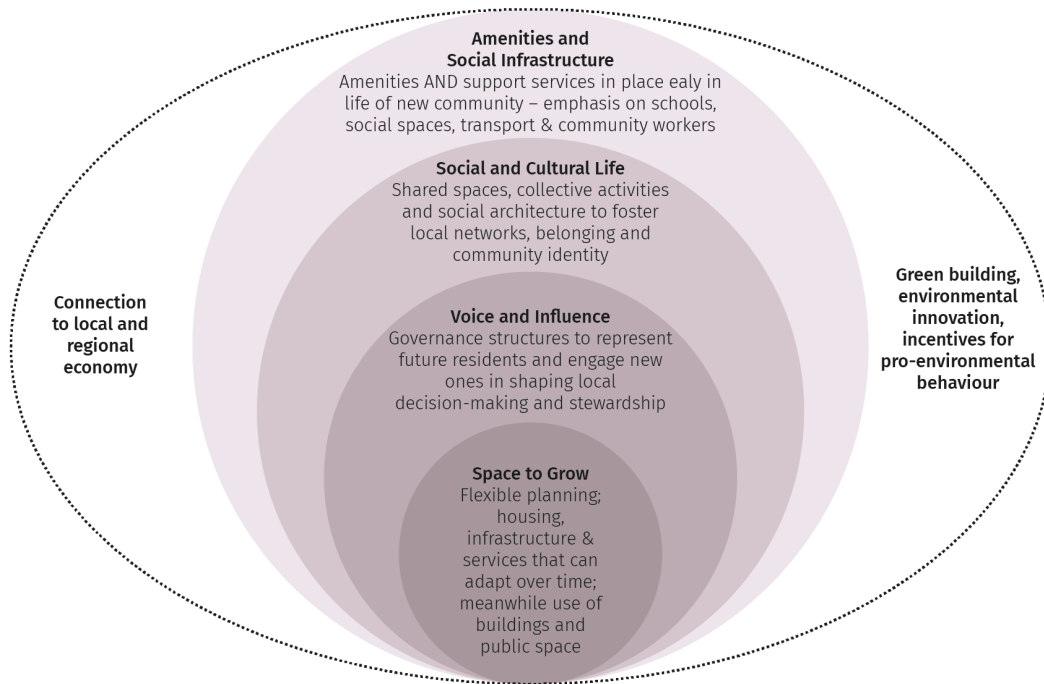 Amenities and
Social Infrastructure
Amenities AND support services in place ealy in
life of new community – emphasis on schools,
social spaces, transport & community workers
Social and Cultural Life
Shared spaces, collective activities
and social architecture to foster
local networks, belonging and
community identity
Voice and Influence
Governance structures to represent
future residents and engage new
ones in shaping local
decision-making and stewardship
Space to Grow
Flexible planning;
housing,
infrastructure &
services that can
adapt over time;
meanwhile use of
buildings and
public space
Connection
to local and
regional
economy
Green building,
environmental
innovation,
incentives for
pro-environmental
behaviour